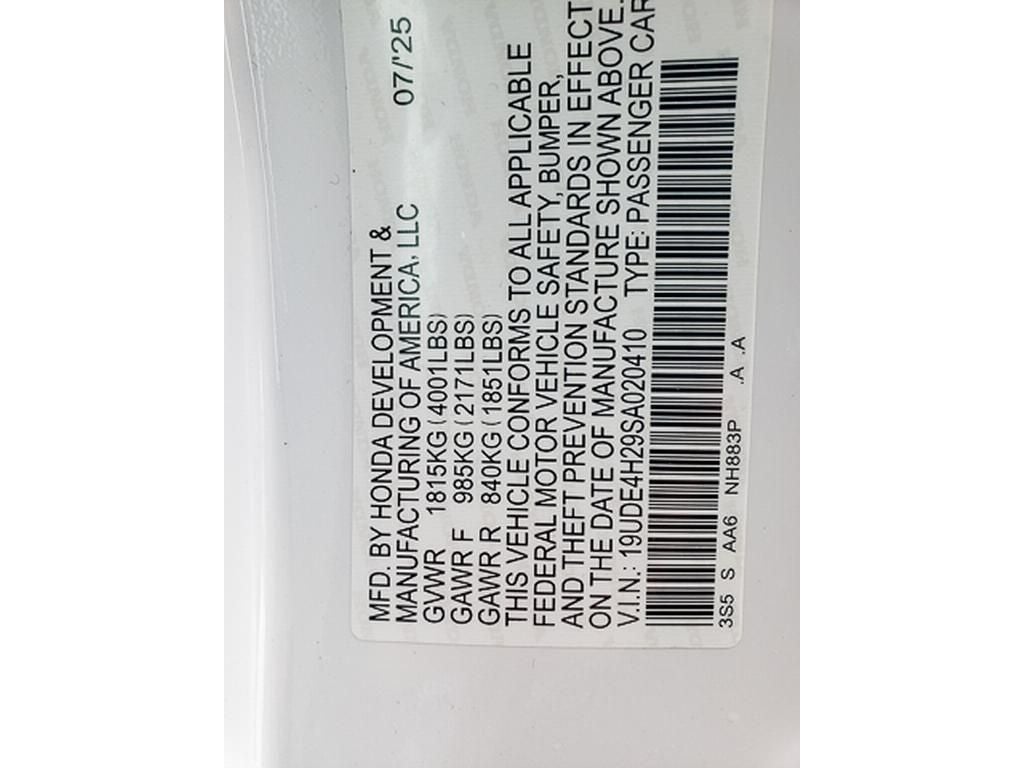 MFD. BY HONDA DEVELOPMENT &
MANUFACTURING OF AMERICA, LLC 07/'25
GVWR 1815KG (4001LBS)
GAWR F 985KG (2171LBS)
GAWR R 840KG (1851LBS)
THIS VEHICLE CONFORMS TO ALL APPLICABLE
FEDERAL MOTOR VEHICLE SAFETY, BUMPER,
AND THEFT PREVENTION STANDARDS IN EFFECT
ON THE DATE OF MANUFACTURE SHOWN ABOVE.
V.I.N.: 19UDE4H29SA020410 TYPE: PASSENGER CAR
3S5 S AA6 NH883P .A .A